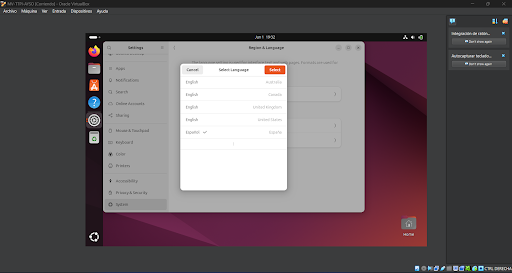 MV_TIPI-AISO [Corriendo] - Oracle VirtualBox
Archivo Máquina Ver Entrada Dispositivos Ayuda
Jun 1 19:02
Settings
Region & Language
Apps
Notifications
Search
Online Accounts
Sharing
Mouse & Touchpad
Keyboard
Color
Printers
Accessibility
Privacy & Security
System
Cancel
Select Language
Select
English Australia
English Canada
English United Kingdom
English United States
Español España
Home
Integración de ratón...
Don't show again
Autocapturar teclado...
Don't show again
CTRL DERECHA